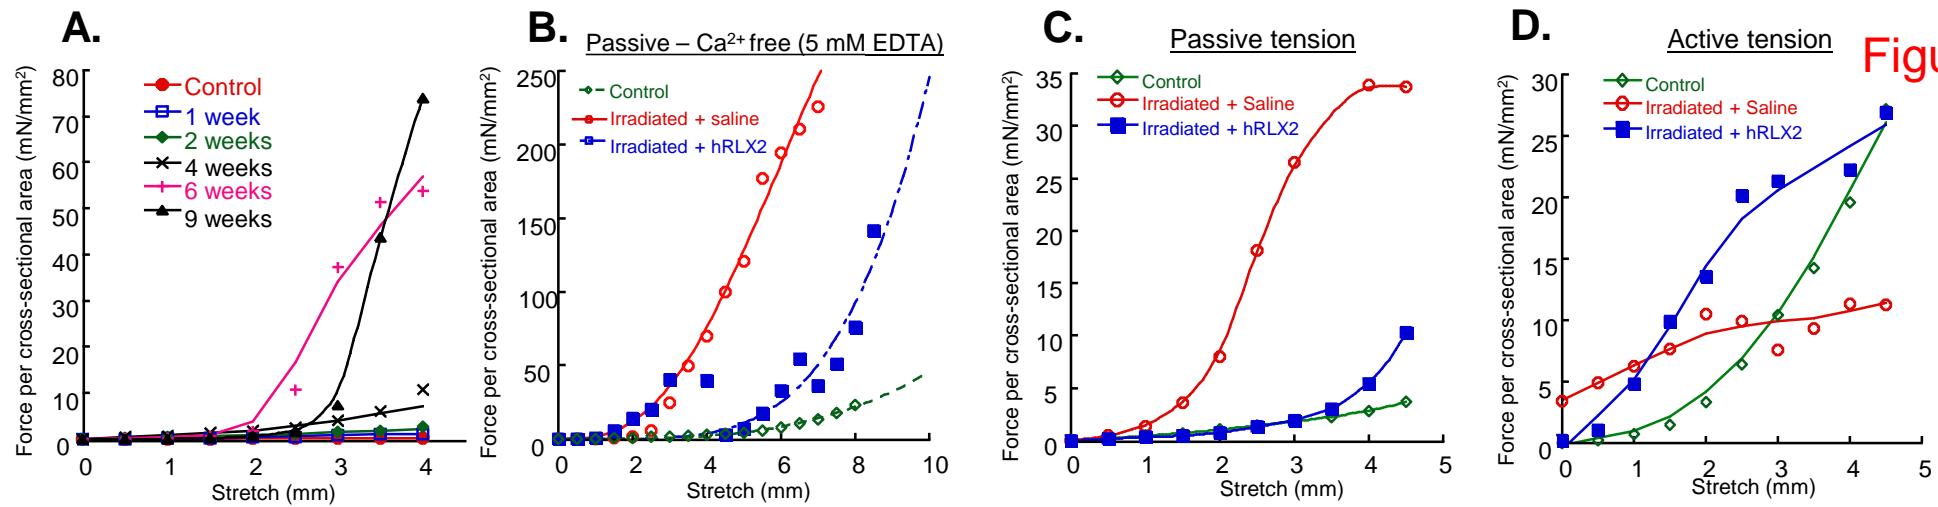 A.
Force per cross-sectional area (mN/mm²)
80
70
60
50
40
30
20
10
0
Control
1 week
2 weeks
4 weeks
6 weeks
9 weeks
0 1 2 3 4
Stretch (mm)
B.
Passive – Ca²⁺ free (5 mM EDTA)
Force per cross-sectional area (mN/mm²)
250
200
150
100
50
0
Control
Irradiated + saline
Irradiated + hRLX2
0 2 4 6 8 10
Stretch (mm)
C.
Passive tension
Force per cross-sectional area (mN/mm²)
35
30
25
20
15
10
5
0
Control
Irradiated + Saline
Irradiated + hRLX2
0 1 2 3 4 5
Stretch (mm)
D.
Active tension
Figu
Force per cross-sectional area (mN/mm²)
30
25
20
15
10
5
0
Control
Irradiated + Saline
Irradiated + hRLX2
0 1 2 3 4 5
Stretch (mm)